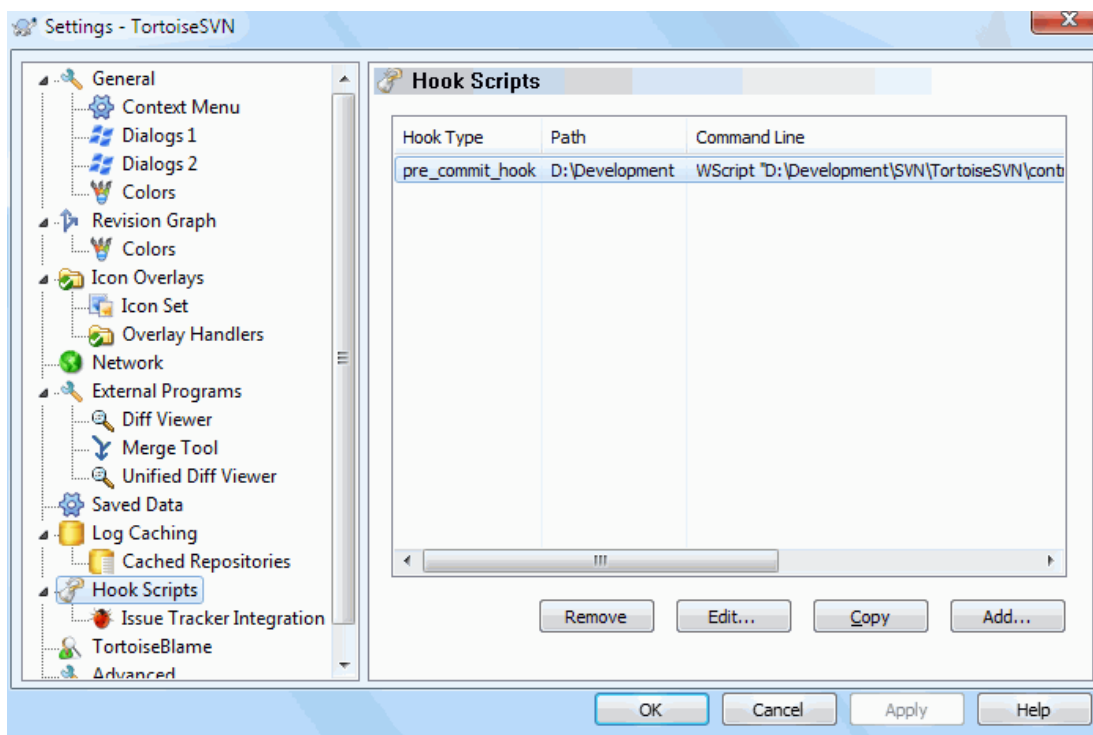 Settings - TortoiseSVN
X
General
Context Menu
Dialogs 1
Dialogs 2
Colors
Revision Graph
Colors
Icon Overlays
Icon Set
Overlay Handlers
Network
External Programs
Diff Viewer
Merge Tool
Unified Diff Viewer
Saved Data
Log Caching
Cached Repositories
Hook Scripts
Issue Tracker Integration
TortoiseBlame
Advanced
Hook Scripts
Hook Type Path Command Line
pre_commit_hook D:\Development WScript "D:\Development\SVN\TortoiseSVN\conti
Remove Edit... Copy Add...
OK Cancel Apply Help